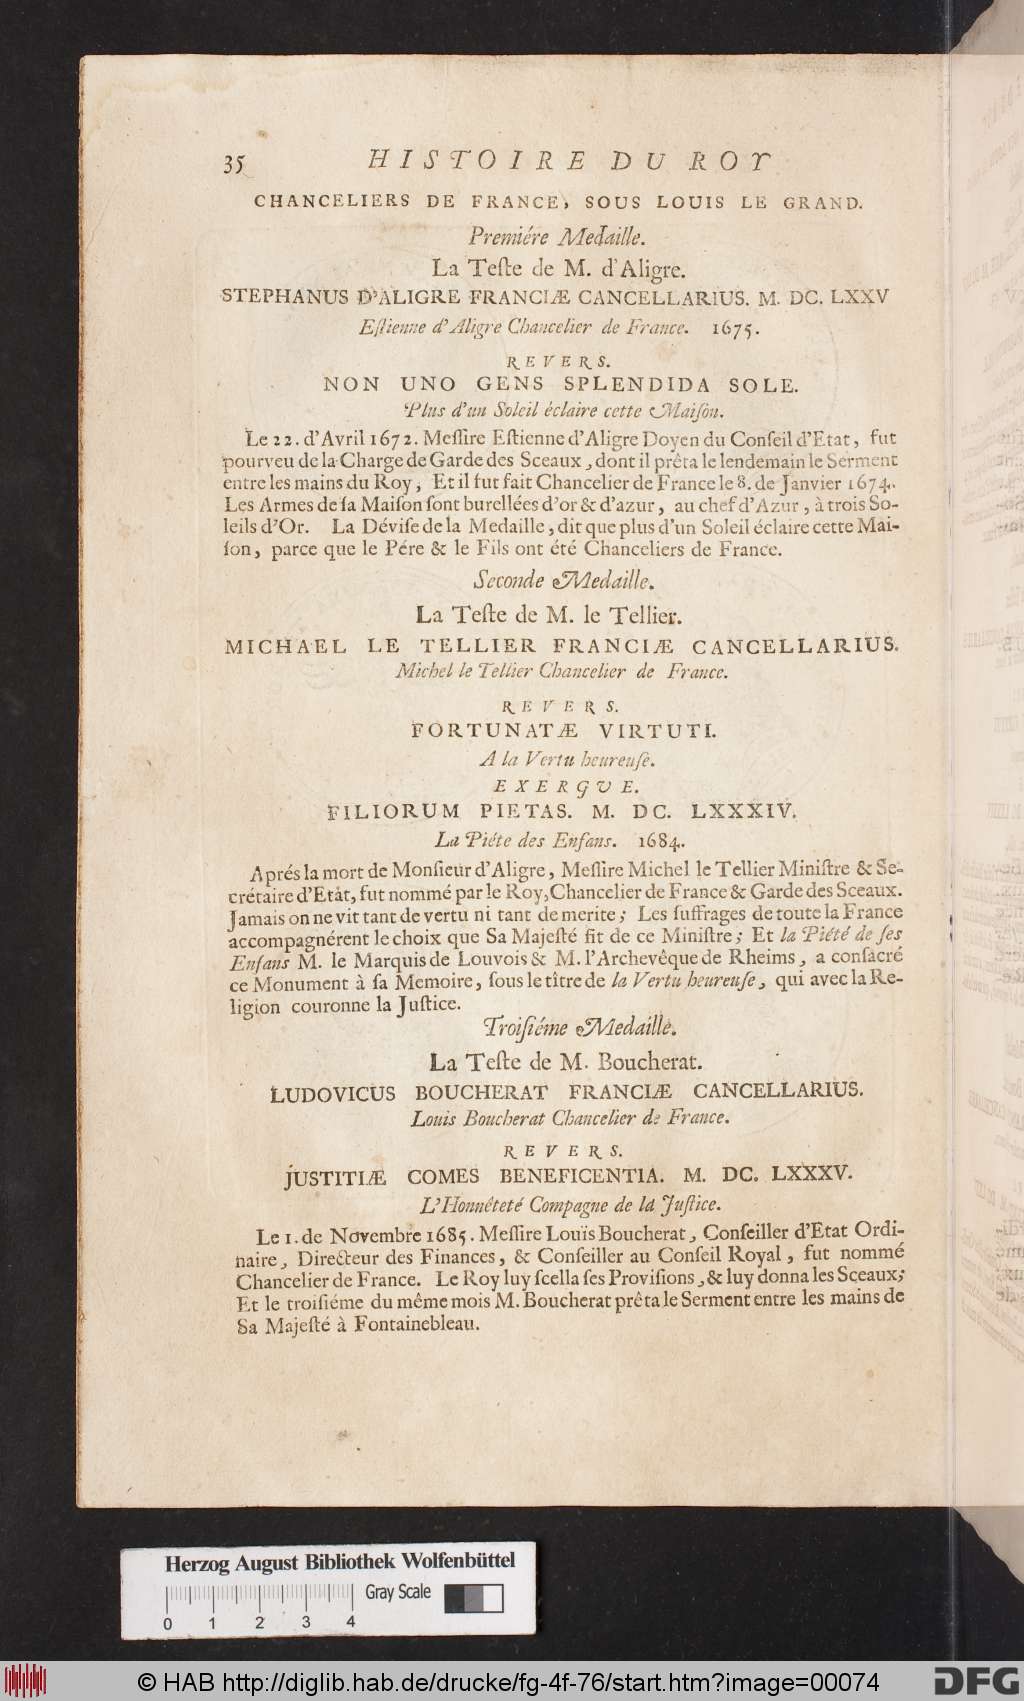 35 HISTOIRE DU ROY
CHANCELIERS DE FRANCE, SOUS LOUIS LE GRAND.
Premiére Medaille.
La Teſte de M. d'Aligre.
STEPHANUS D'ALIGRE FRANCIÆ CANCELLARIUS. M. DC. LXXV
Eſtienne d'Aligre Chancelier de France. 1675.
REVERS.
NON UNO GENS SPLENDIDA SOLE.
Plus d'un Soleil éclaire cette Maiſon.
Le 22. d'Avril 1672. Meſſire Eſtienne d'Aligre Doyen du Conſeil d'Etat, fut
pourveu de la Charge de Garde des Sceaux, dont il prêta le lendemain le Serment
entre les mains du Roy, Et il fut fait Chancelier de France le 8. de Janvier 1674.
Les Armes de ſa Maiſon ſont burellées d'or & d'azur, au chef d'Azur, à trois So-
leils d'Or. La Déviſe de la Medaille, dit que plus d'un Soleil éclaire cette Mai-
ſon, parce que le Pére & le Fils ont été Chanceliers de France.
Seconde Medaille.
La Teſte de M. le Tellier.
MICHAEL LE TELLIER FRANCIÆ CANCELLARIUS.
Michel le Tellier Chancelier de France.
REVERS.
FORTUNATÆ VIRTUTI.
A la Vertu heureuſe.
EXERGVE.
FILIORUM PIETAS. M. DC. LXXXIV.
La Piéte des Enfans. 1684.
Aprés la mort de Monſieur d'Aligre, Meſſire Michel le Tellier Miniſtre & Se-
crétaire d'Etât, fut nommé par le Roy, Chancelier de France & Garde des Sceaux.
Jamais on ne vit tant de vertu ni tant de merite; Les ſuffrages de toute la France
accompagnérent le choix que Sa Majeſté fit de ce Miniſtre; Et la Piété de ſes
Enfans M. le Marquis de Louvois & M. l'Archevêque de Rheims, a conſacré
ce Monument à ſa Memoire, ſous le tître de la Vertu heureuſe, qui avec la Re-
ligion couronne la Juſtice.
Troiſiéme Medaille.
La Teſte de M. Boucherat.
LUDOVICUS BOUCHERAT FRANCIÆ CANCELLARIUS.
Louis Boucherat Chancelier de France.
REVERS.
JUSTITIÆ COMES BENEFICENTIA. M. DC. LXXXV.
L'Honnêteté Compagne de la Juſtice.
Le 1. de Novembre 1685. Meſſire Louïs Boucherat, Conſeiller d'Etat Ordi-
naire, Directeur des Finances, & Conſeiller au Conſeil Royal, fut nommé
Chancelier de France. Le Roy luy ſcella ſes Proviſions, & luy donna les Sceaux;
Et le troiſiéme du même mois M. Boucherat prêta le Serment entre les mains de
Sa Majeſté à Fontainebleau.
Herzog August Bibliothek Wolfenbüttel
Gray Scale
0 1 2 3 4
© HAB http://diglib.hab.de/drucke/fg-4f-76/start.htm?image=00074
DFG